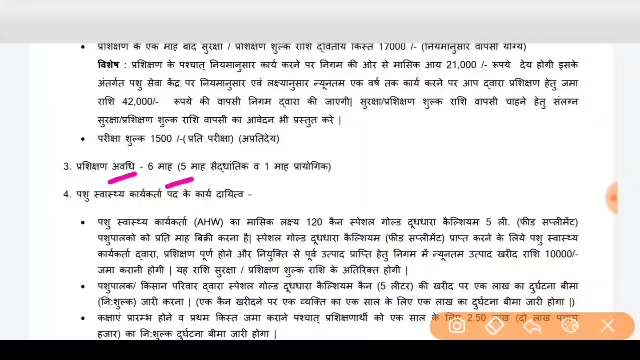 • प्रशिक्षण के एक माह बाद सुरक्षा / प्रशिक्षण शुल्क राशि द्वितीय किस्त 17000 /- (नियमानुसार वापसी योग्य)
विशेष : प्रशिक्षण के पश्चात् नियमानुसार कार्य करने पर निगम की ओर से मासिक आय 21,000 /- रूपये देय होगी इसके
अंतर्गत पशु सेवा केंद्र पर नियमानुसार एवं लक्ष्यानुसार न्यूनतम एक वर्ष तक कार्य करने पर आप द्वारा प्रशिक्षण हेतु जमा
राशि 42,000/- रूपये की वापसी निगम द्वारा की जाएगी| सुरक्षा/प्रशिक्षण शुल्क राशि वापसी चाहने हेतु संलग्न
सुरक्षा/प्रशिक्षण शुल्क राशि वापसी का आवेदन भी प्रस्तुत करे |
• परीक्षा शुल्क 1500 /-(प्रति परीक्षा) (अप्रतिदेय)
3. प्रशिक्षण अवधि - 6 माह (5 माह सैद्धांतिक व 1 माह प्रायोगिक)
4. पशु स्वास्थ्य कार्यकर्ता पद के कार्य दायित्व -
• पशु स्वास्थ्य कार्यकर्ता (AHW) का मासिक लक्ष्य 120 कैन स्पेशल गोल्ड दूधधारा कैल्शियम 5 ली. (फीड सप्लीमेंट)
पशुपालको को प्रति माह बिक्री करना है| स्पेशल गोल्ड दूधधारा कैल्शियम (फीड सप्लीमेंट) प्राप्त करने के लिये पशु स्वास्थ्य
कार्यकर्ता द्वारा, प्रशिक्षण पूर्ण होने और नियुक्ति से पूर्व उत्पाद प्राप्ति हेतु निगम में न्यूनतम उत्पाद खरीद राशि 10000/-
जमा करानी होगी | यह राशि सुरक्षा / प्रशिक्षण शुल्क राशि के अतिरिक्त होगी |
• पशुपालक/ किसान परिवार द्वारा स्पेशल गोल्ड दूधधारा कैल्शियम कैन (5 लीटर) की खरीद पर एक लाख का दुर्घटना बीमा
(नि:शुल्क) जारी करना | (एक कैन खरीदने पर एक व्यक्ति का एक साल के लिए एक लाख का दुर्घटना बीमा जारी होगा |)
• कक्षाएं प्रारम्भ होने व प्रथम किस्त जमा कराने पश्चात् प्रशिक्षणार्थी को एक साल के लिए 2.50 लाख (दो लाख पचास
हजार) का नि:शुल्क दुर्घटना बीमा जारी होगा |